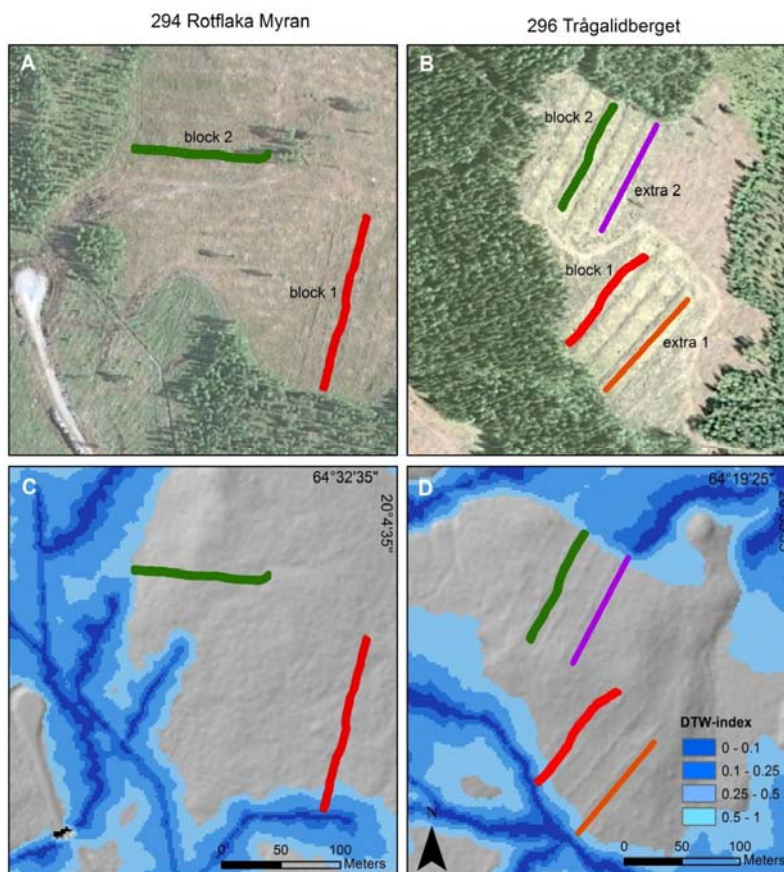 294 Rotflaka Myran
296 Trågalidberget
A
block 2
block 1
B
block 2
extra 2
block 1
extra 1
C
64°32'35"
20°4'35"
0 50 100
Meters
D
64°19'25"
DTW-index
0 - 0.1
0.1 - 0.25
0.25 - 0.5
0.5 - 1
N
0 50 100
Meters